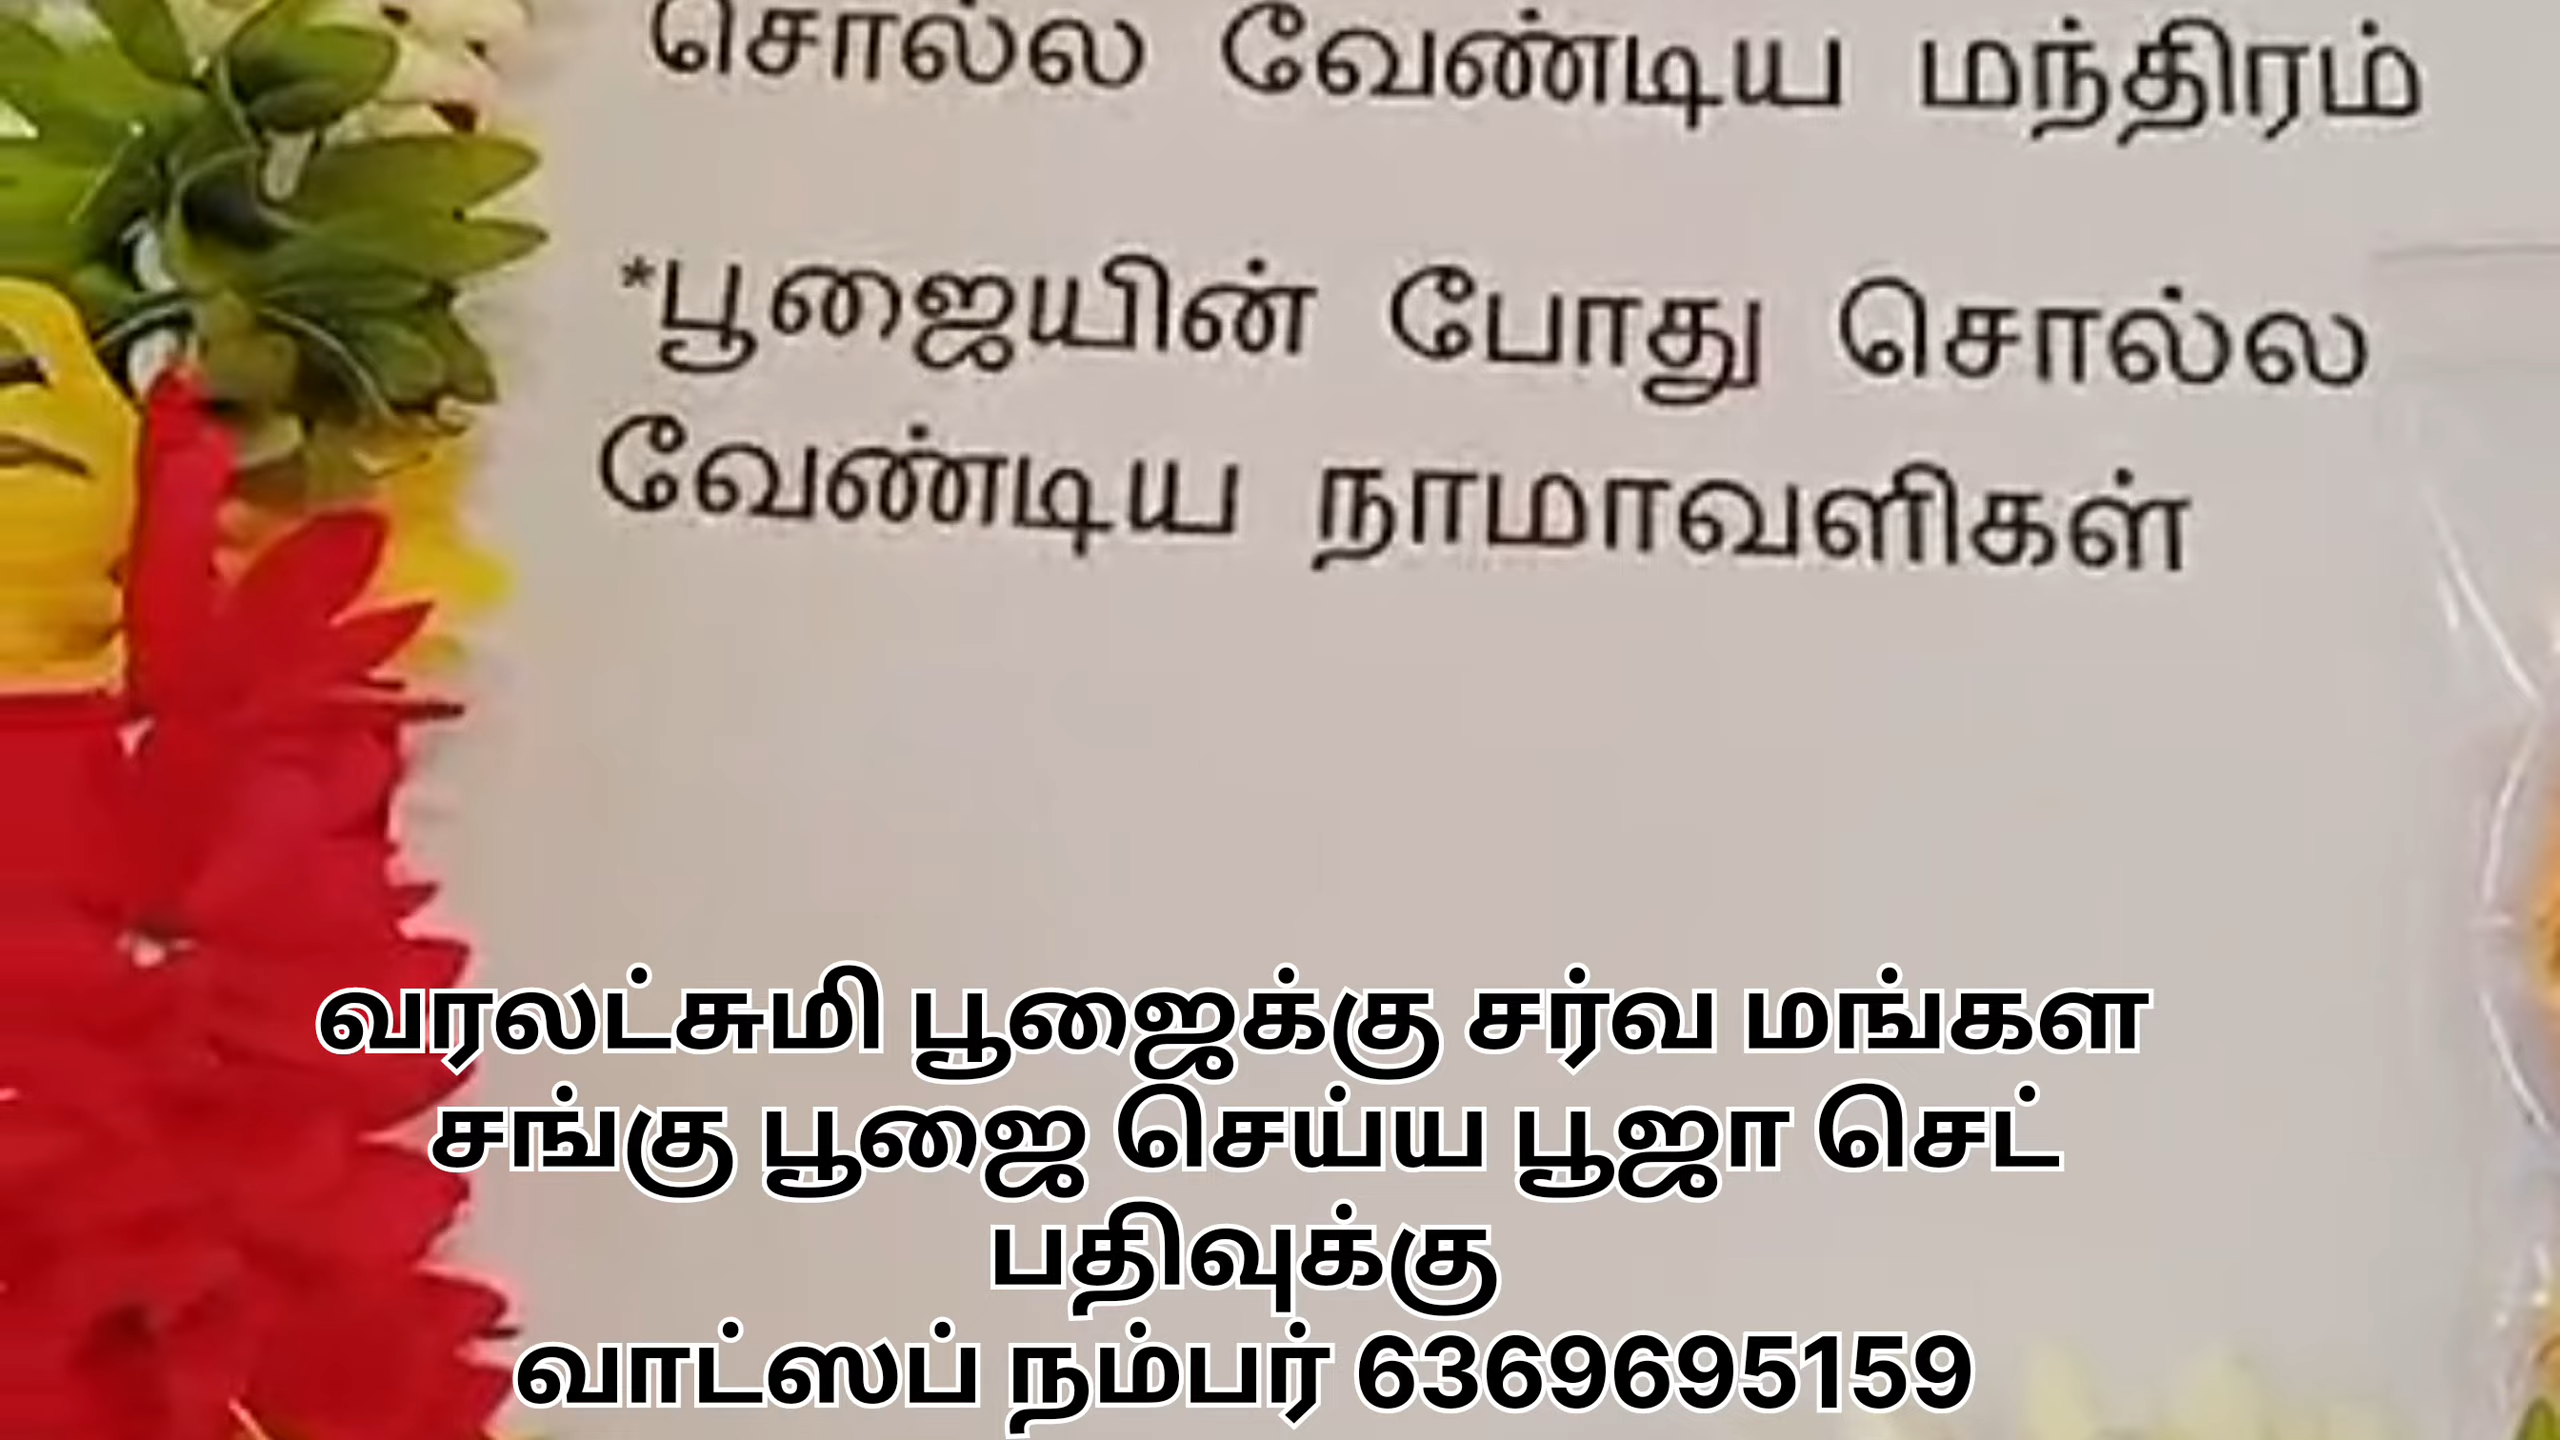 சொல்ல வேண்டிய மந்திரம்
*பூஜையின் போது சொல்ல
வேண்டிய நாமாவளிகள்
வரலட்சுமி பூஜைக்கு சர்வ மங்கள
சங்கு பூஜை செய்ய பூஜா செட்
பதிவுக்கு
வாட்ஸப் நம்பர் 6369695159